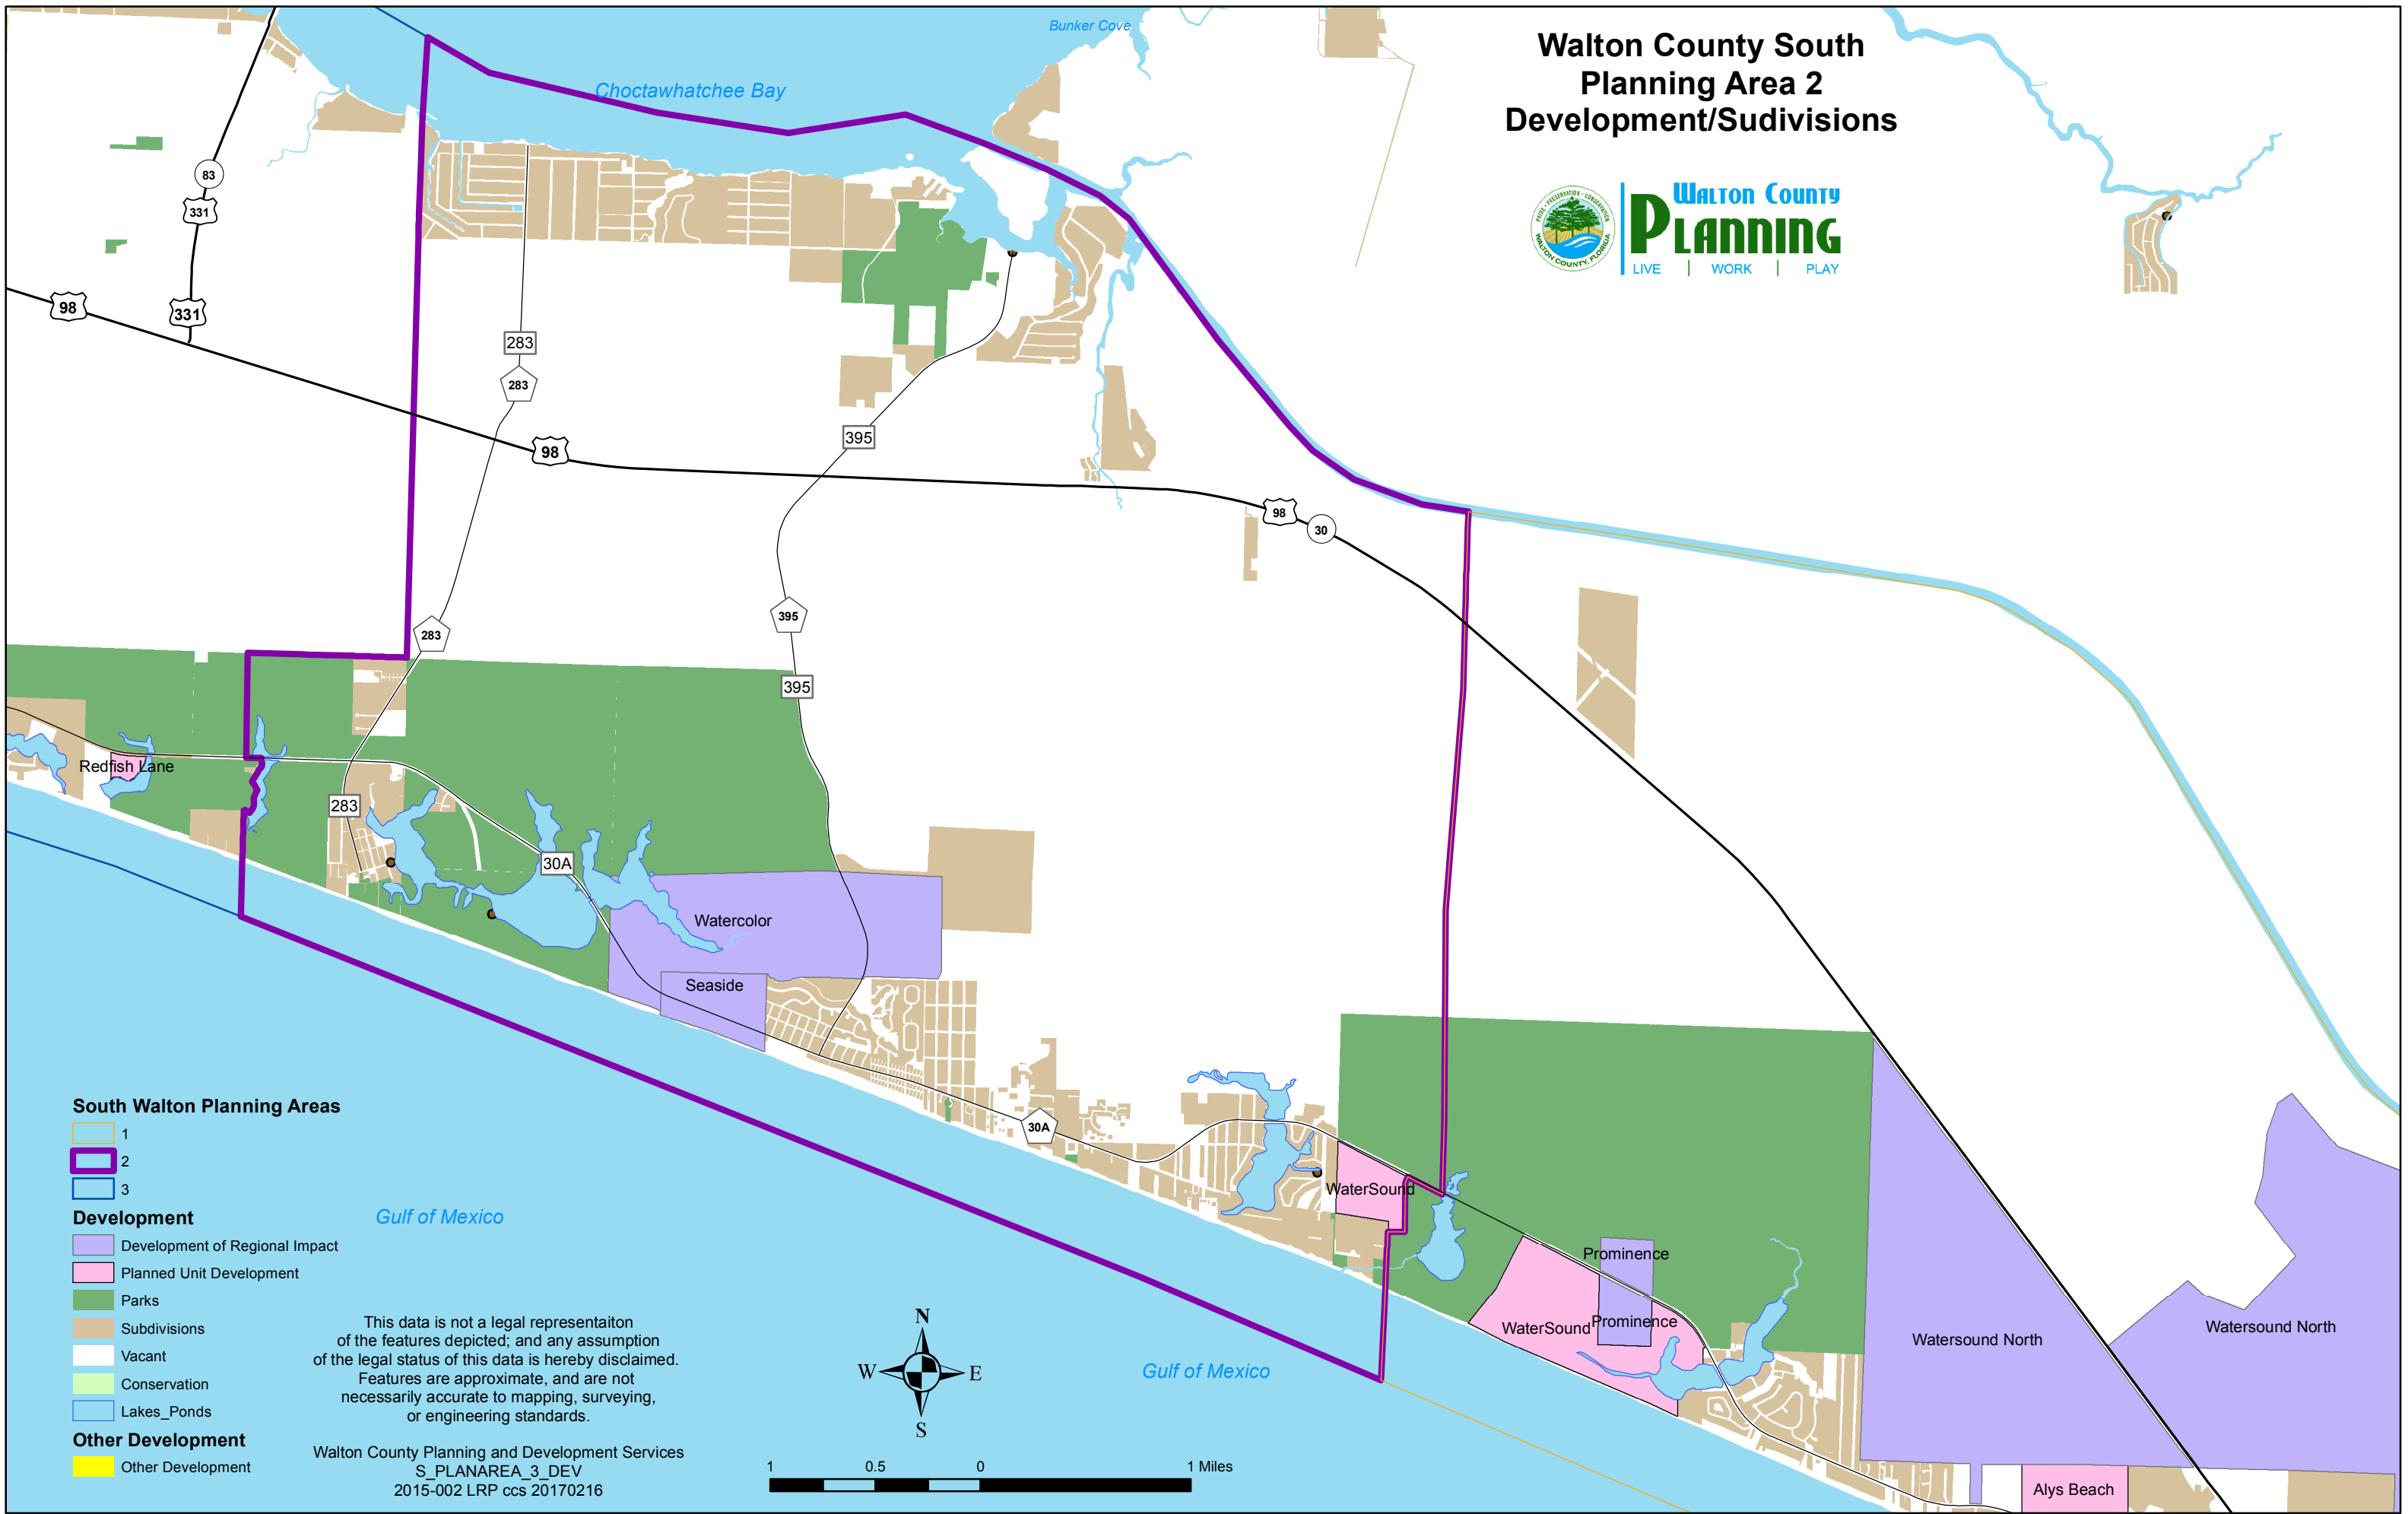 Bunker Cove
Choctawhatchee Bay
Walton County South
Planning Area 2
Development/Sudivisions
PRIDE • PRESERVATION • CONSERVATION
WALTON COUNTY, FLORIDA
WALTON COUNTY
PLANNING
LIVE | WORK | PLAY
83
331
98
331
283
283
98
395
98
30
395
283
395
Redfish Lane
283
30A
Watercolor
Seaside
30A
WaterSound
Prominence
WaterSound
Prominence
Watersound North
Watersound North
Alys Beach
South Walton Planning Areas
1
2
3
Development
Development of Regional Impact
Planned Unit Development
Parks
Subdivisions
Vacant
Conservation
Lakes_Ponds
Other Development
Other Development
Gulf of Mexico
Gulf of Mexico
This data is not a legal representaiton
of the features depicted; and any assumption
of the legal status of this data is hereby disclaimed.
Features are approximate, and are not
necessarily accurate to mapping, surveying,
or engineering standards.
Walton County Planning and Development Services
S_PLANAREA_3_DEV
2015-002 LRP ccs 20170216
N
W E
S
1 0.5 0 1 Miles